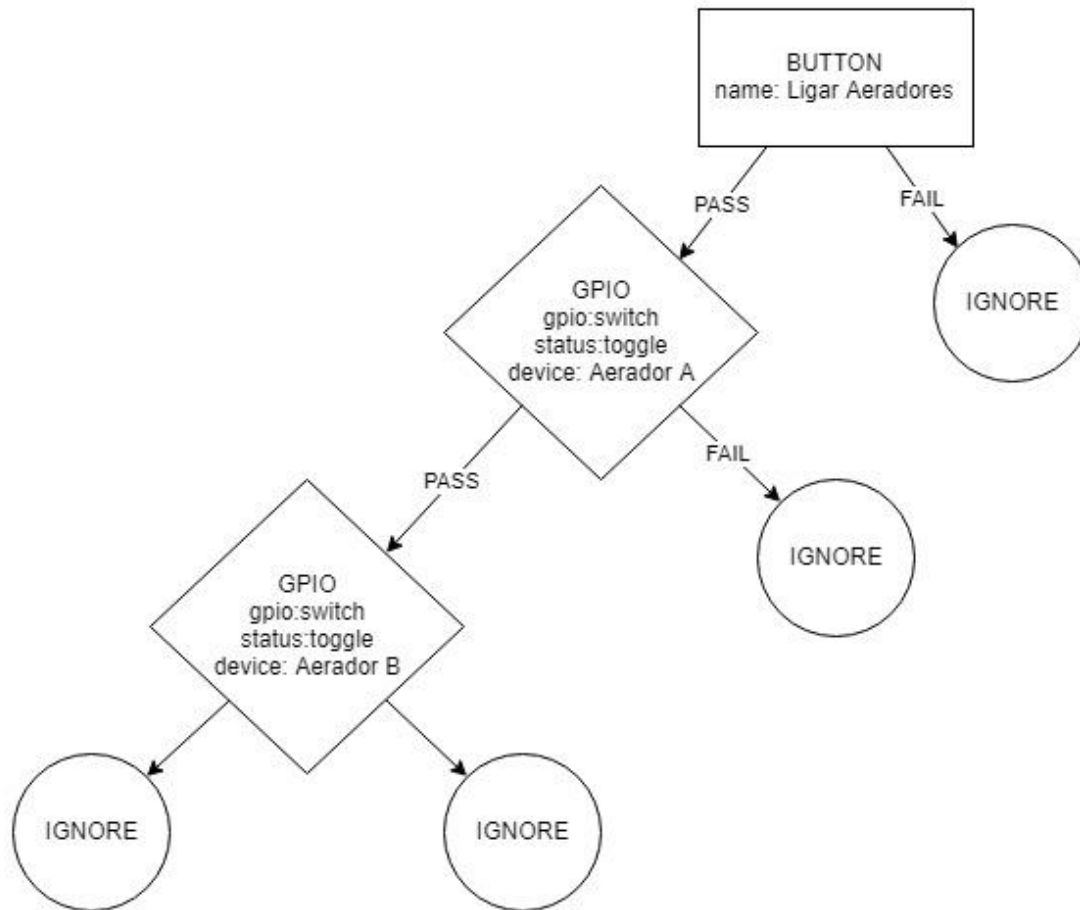 BUTTON
name: Ligar Aeradores
PASS
FAIL
IGNORE
GPIO
gpio:switch
status:toggle
device: Aerador A
PASS
FAIL
IGNORE
GPIO
gpio:switch
status:toggle
device: Aerador B
IGNORE
IGNORE